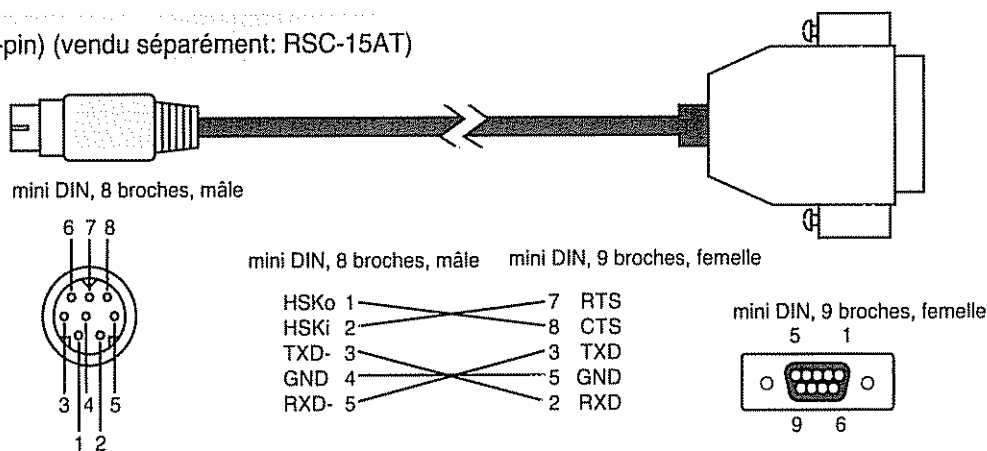 -pin) (vendu séparément: RSC-15AT)
mini DIN, 8 broches, mâle
6 7 8
3 4 5
1 2
mini DIN, 8 broches, mâle mini DIN, 9 broches, femelle
HSKo 1 7 RTS
HSKi 2 8 CTS
TXD- 3 3 TXD
GND 4 5 GND
RXD- 5 2 RXD
mini DIN, 9 broches, femelle
5 1
9 6